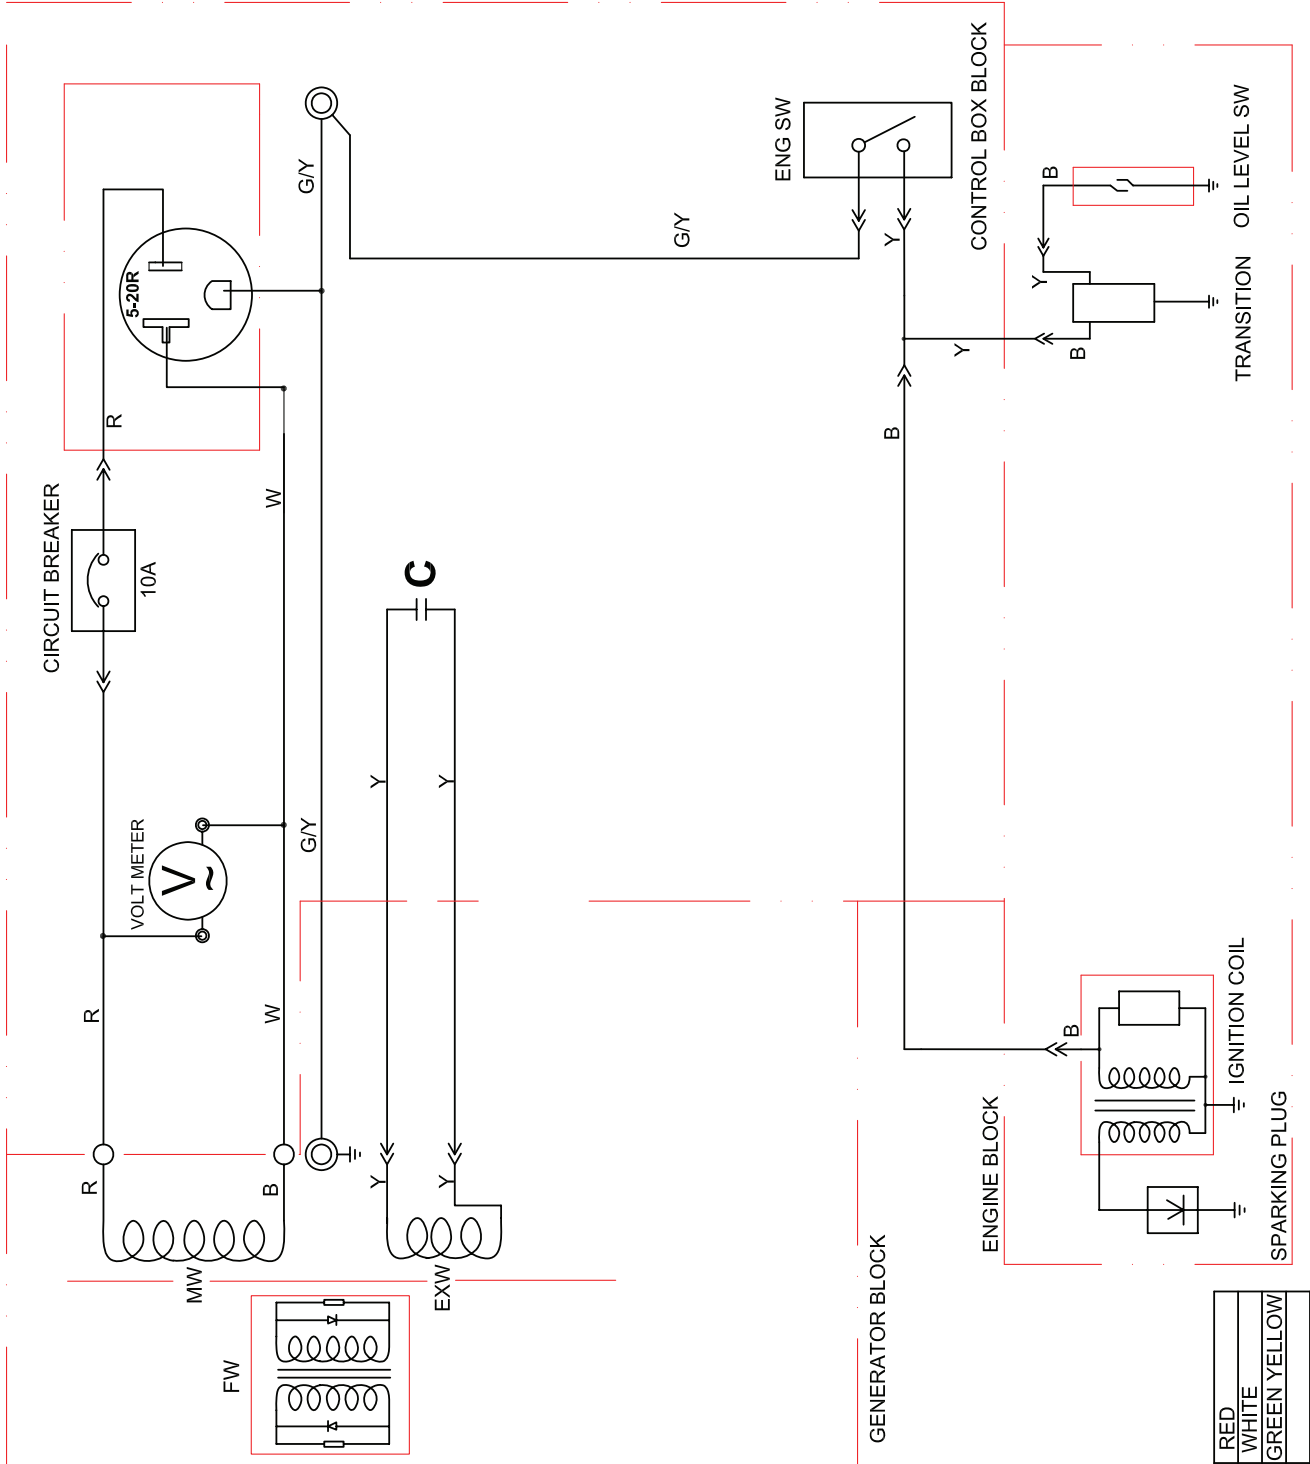 CIRCUIT BREAKER
10A
R
5-20R
G/Y
W
VOLT METER
V
~
R
W
G/Y
C
Y
Y
R
B
Y
Y
MW
EXW
FW
GENERATOR BLOCK
ENG SW
G/Y
Y
CONTROL BOX BLOCK
B
Y
B
Y
B
OIL LEVEL SW
TRANSITION
B
IGNITION COIL
ENGINE BLOCK
SPARKING PLUG
RED
WHITE
GREEN YELLOW